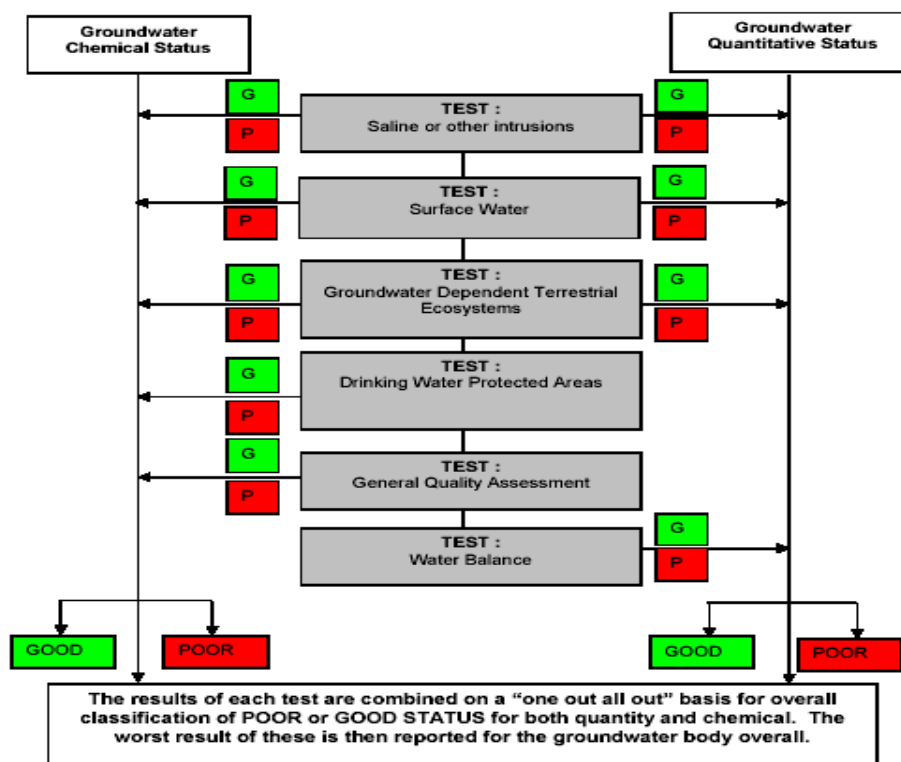 Groundwater
Chemical Status
Groundwater
Quantitative Status
G
P
TEST :
Saline or other intrusions
G
P
G
P
TEST :
Surface Water
G
P
G
P
TEST :
Groundwater Dependent Terrestrial
Ecosystems
G
P
G
P
TEST :
Drinking Water Protected Areas
G
P
TEST :
General Quality Assessment
TEST :
Water Balance
G
P
GOOD
POOR
GOOD
POOR
The results of each test are combined on a “one out all out” basis for overall
classification of POOR or GOOD STATUS for both quantity and chemical. The
worst result of these is then reported for the groundwater body overall.